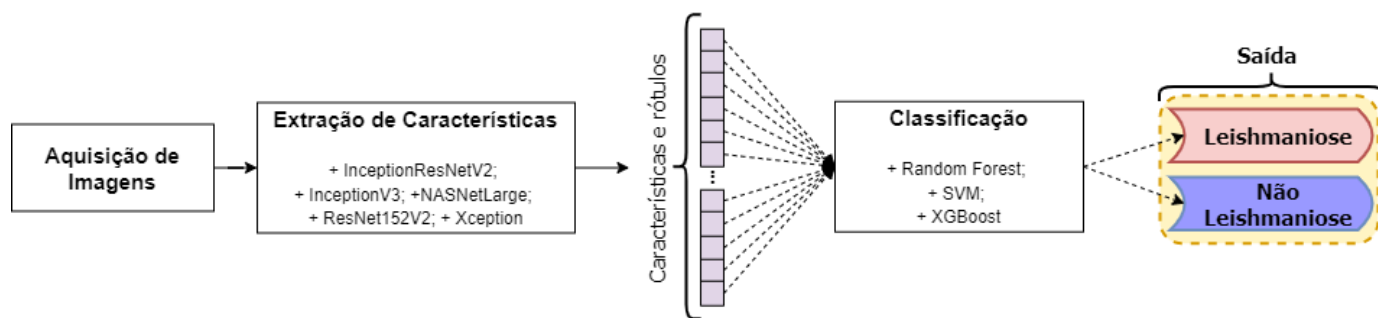 Aquisição de
Imagens
Extração de Características
+ InceptionResNetV2;
+ InceptionV3; +NASNetLarge;
+ ResNet152V2; + Xception
Características e rótulos
...
Classificação
+ Random Forest;
+ SVM;
+ XGBoost
Saída
Leishmaniose
Não
Leishmaniose